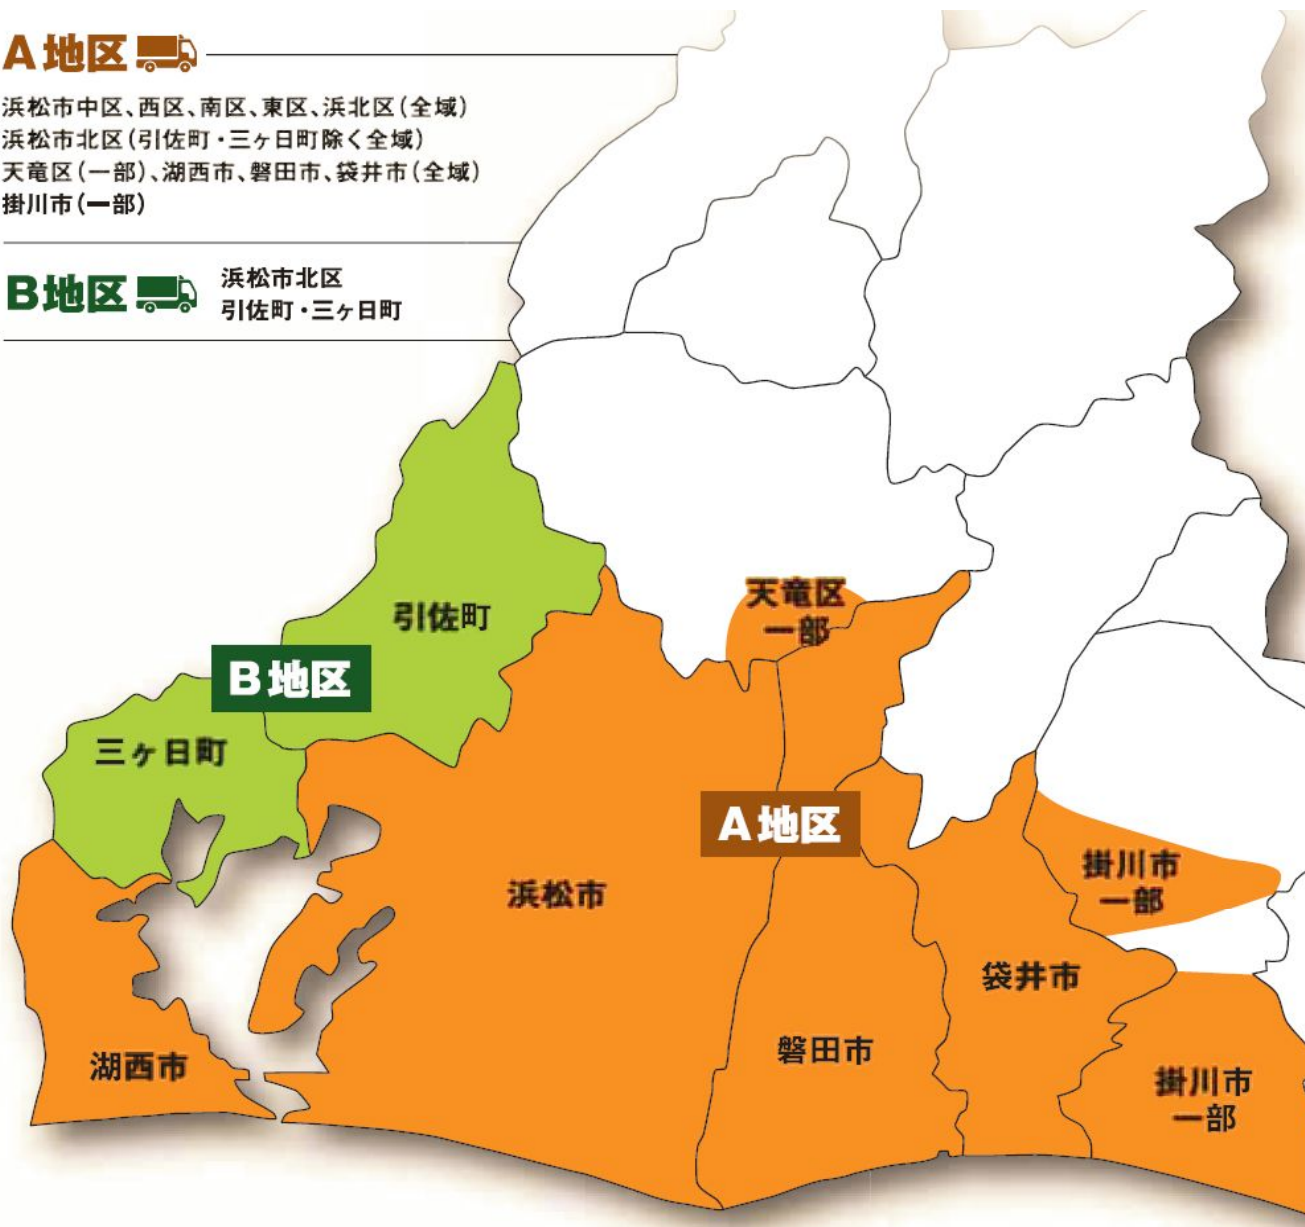 A地区
浜松市中区、西区、南区、東区、浜北区(全域)
浜松市北区(引佐町・三ヶ日町除く全域)
天竜区(一部)、湖西市、磐田市、袋井市(全域)
掛川市(一部)
B地区
浜松市北区
引佐町・三ヶ日町
天竜区
一部
引佐町
B地区
三ヶ日町
A地区
掛川市
一部
浜松市
袋井市
磐田市
湖西市
掛川市
一部